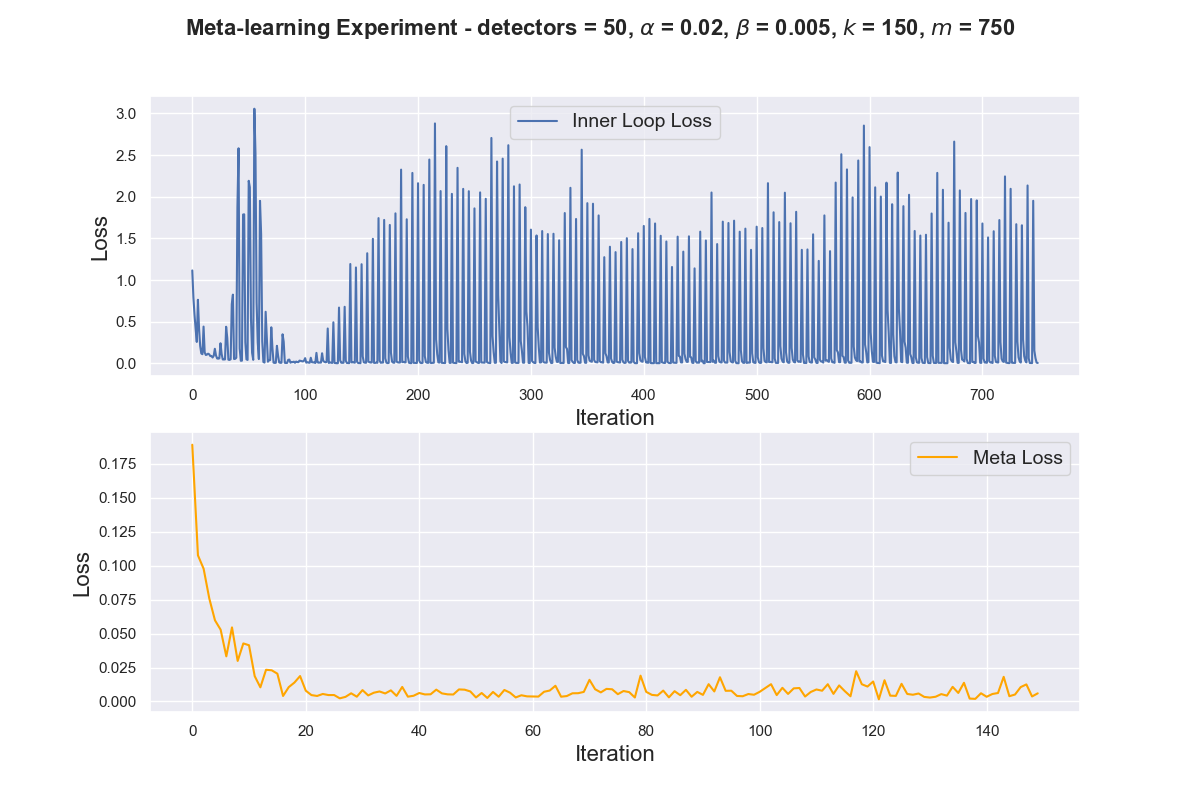 Meta-learning Experiment - detectors = 50, α = 0.02, β = 0.005, k = 150, m = 750
Inner Loop Loss
3.0
2.5
2.0
1.5
1.0
0.5
0.0
Loss
0 100 200 300 400 500 600 700
Iteration
Meta Loss
0.175
0.150
0.125
0.100
0.075
0.050
0.025
0.000
Loss
0 20 40 60 80 100 120 140
Iteration